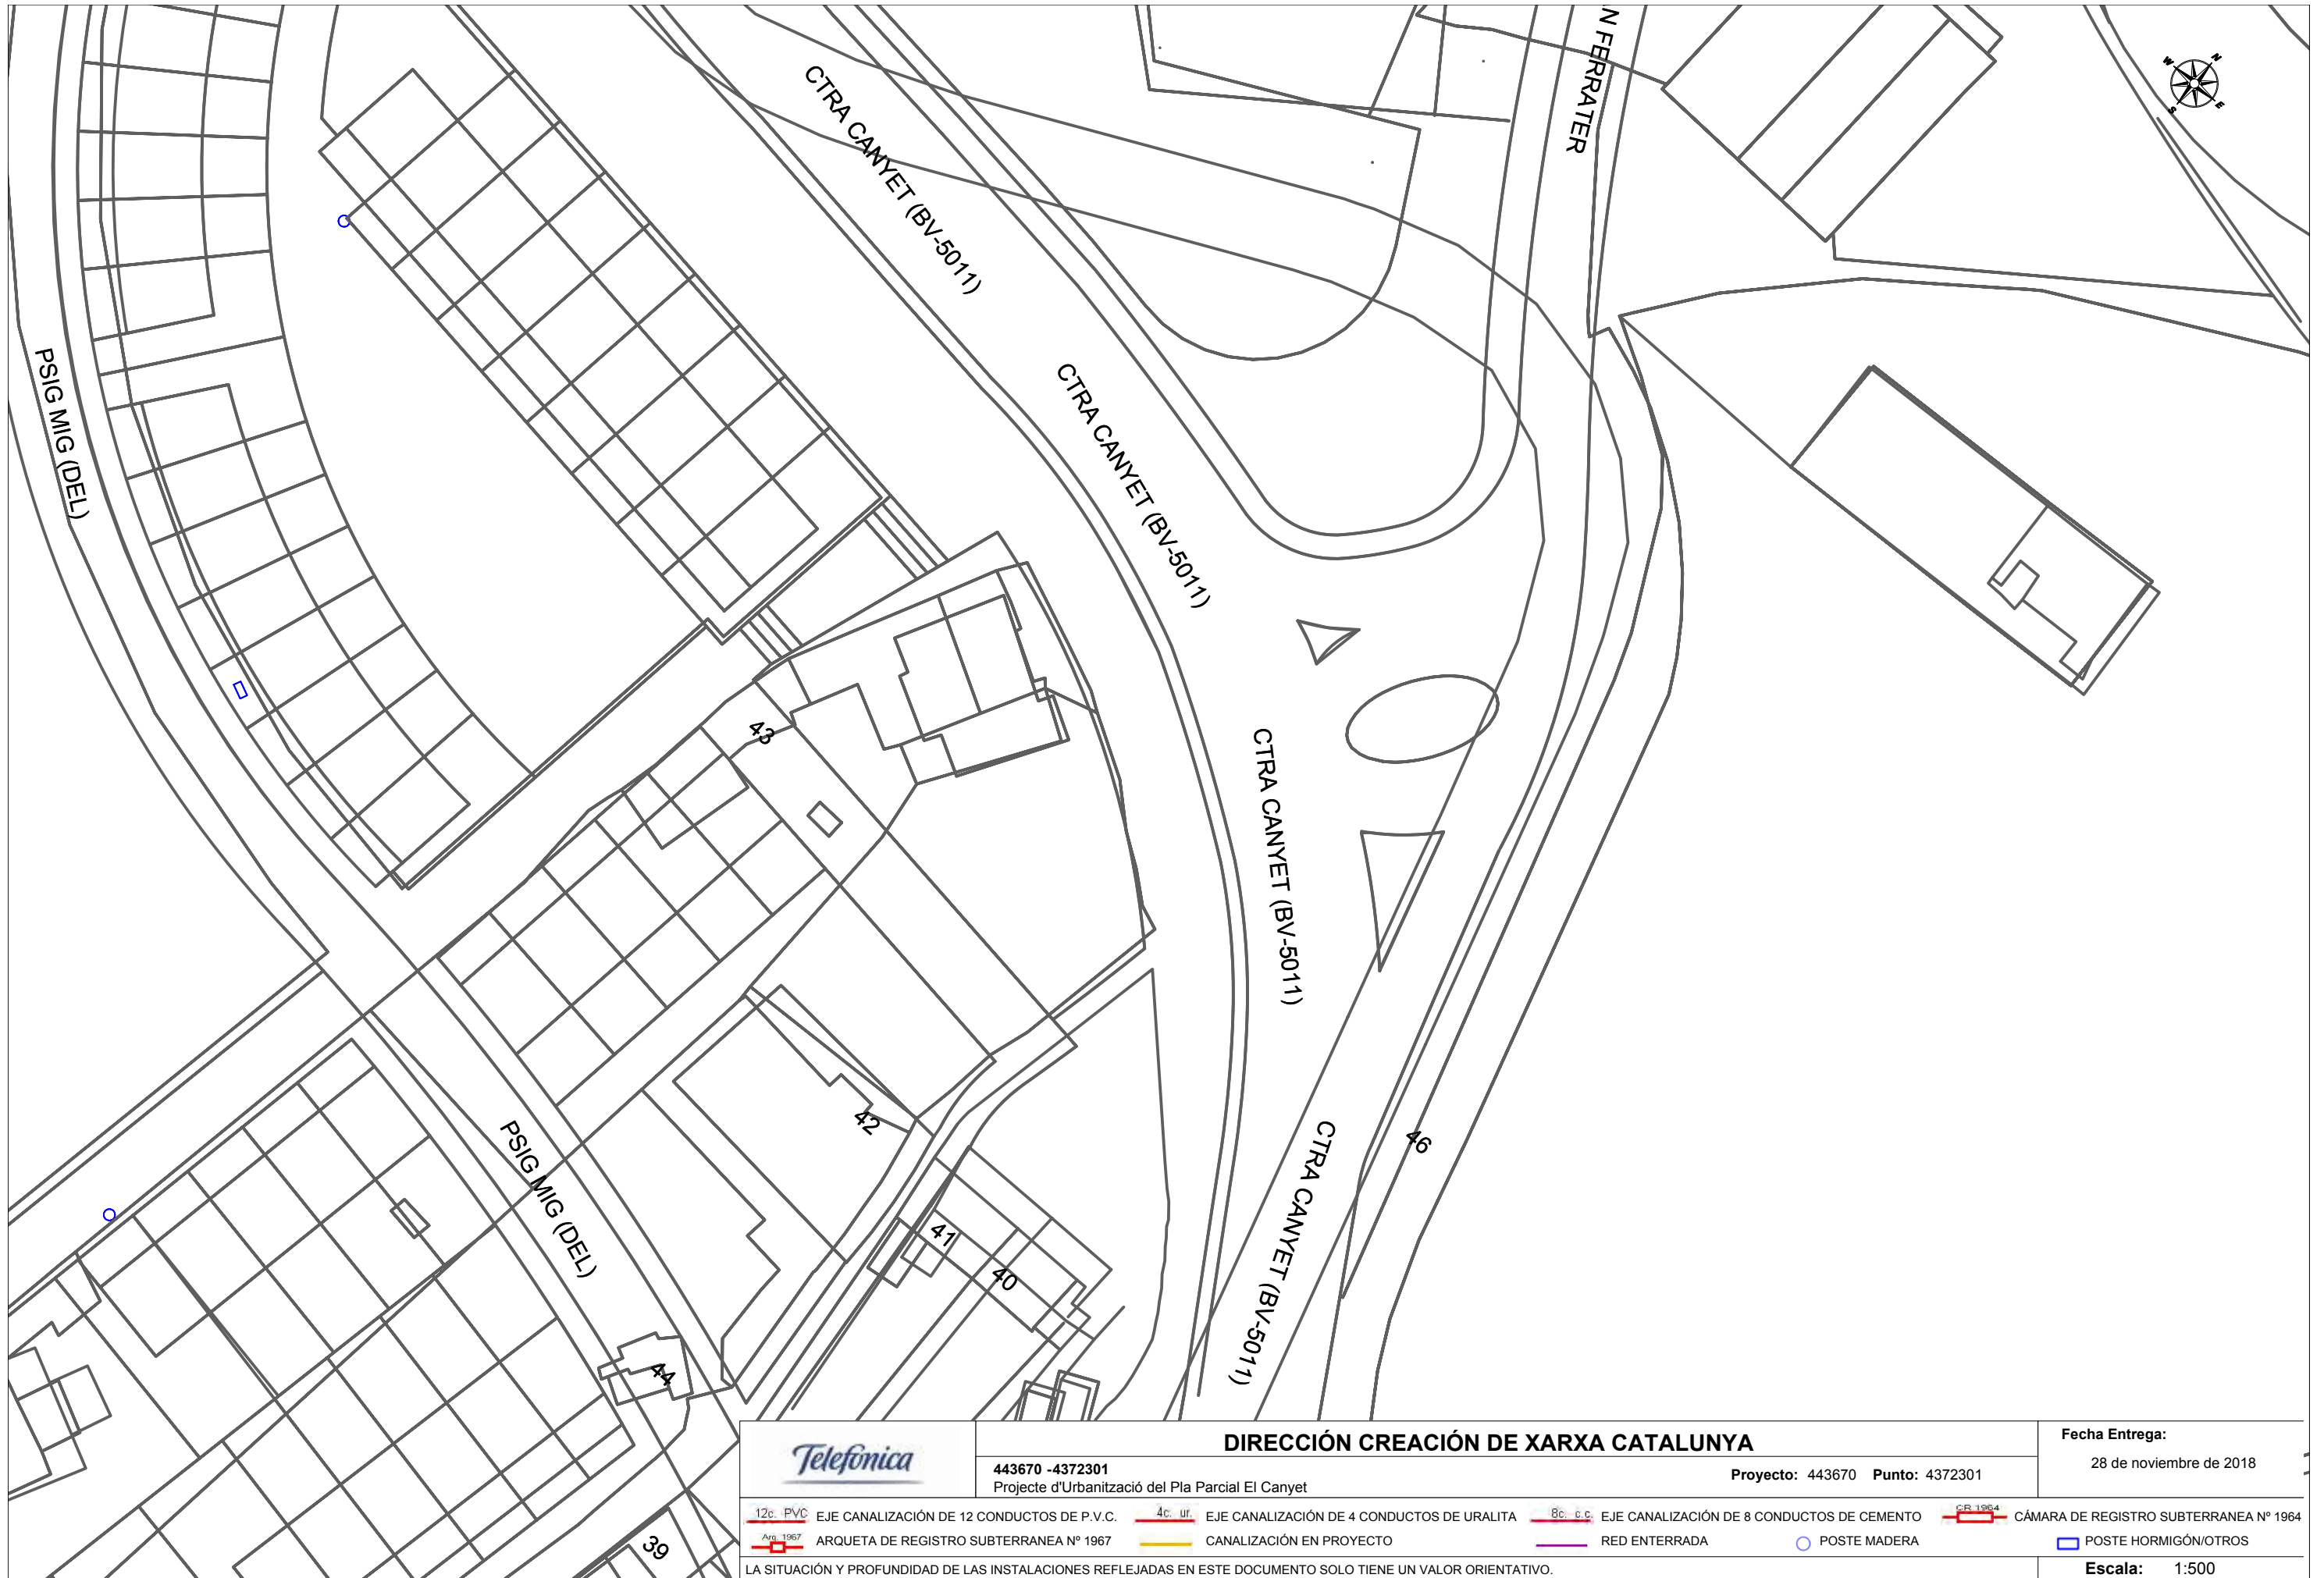 N FERRATER
W
N
S
E
CTRA CANYET (BV-5011)
CTRA CANYET (BV-5011)
PSIG MIG (DEL)
43
CTRA CANYET (BV-5011)
42
PSIG MIG (DEL)
CTRA CANYET (BV-5011)
46
41
40
44
39
Telefónica
DIRECCIÓN CREACIÓN DE XARXA CATALUNYA
Fecha Entrega:
28 de noviembre de 2018
443670 -4372301
Projecte d'Urbanització del Pla Parcial El Canyet
Proyecto: 443670 Punto: 4372301
12c. PVC EJE CANALIZACIÓN DE 12 CONDUCTOS DE P.V.C. 4c. ur. EJE CANALIZACIÓN DE 4 CONDUCTOS DE URALITA 8c. c.c. EJE CANALIZACIÓN DE 8 CONDUCTOS DE CEMENTO CR 1964 CÁMARA DE REGISTRO SUBTERRANEA Nº 1964
Arq. 1967 ARQUETA DE REGISTRO SUBTERRANEA Nº 1967 CANALIZACIÓN EN PROYECTO RED ENTERRADA POSTE MADERA POSTE HORMIGÓN/OTROS
LA SITUACIÓN Y PROFUNDIDAD DE LAS INSTALACIONES REFLEJADAS EN ESTE DOCUMENTO SOLO TIENE UN VALOR ORIENTATIVO.
Escala: 1:500